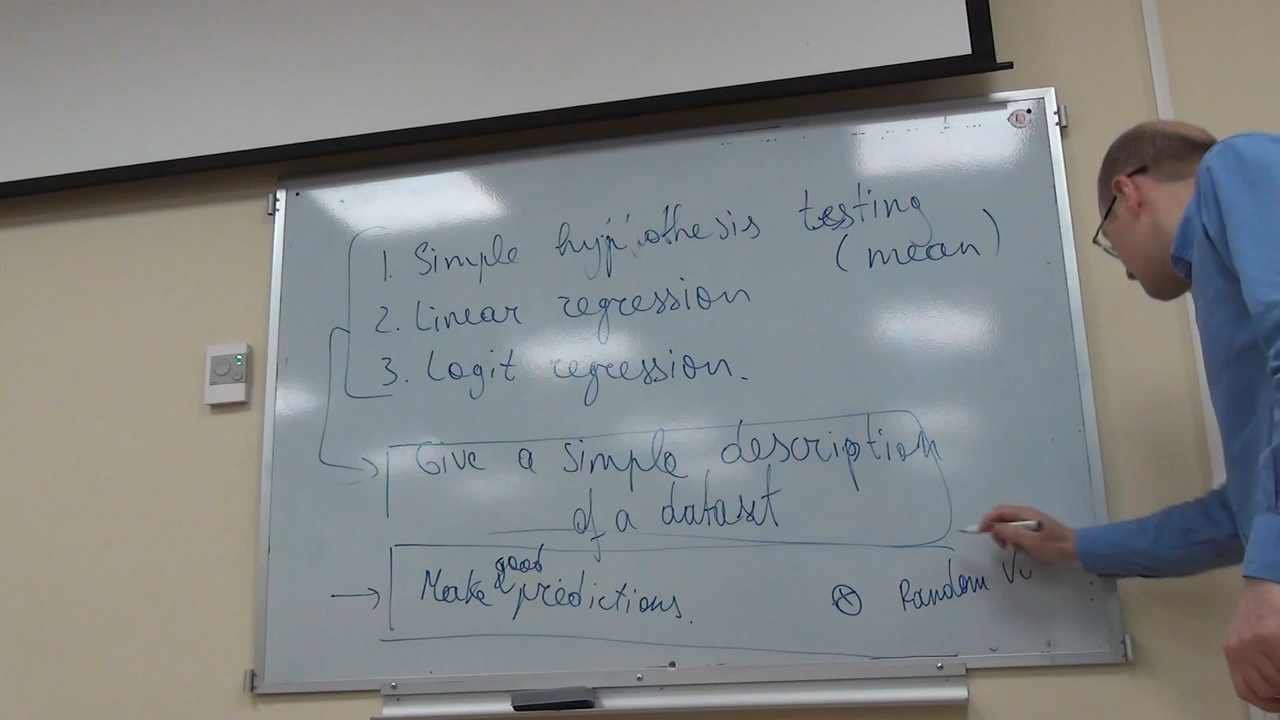 1. Simple hypothesis testing
(mean)
2. Linear regression
3. Logit regression.
Give a simple description
of a dataset
good
Make predictions.
Random